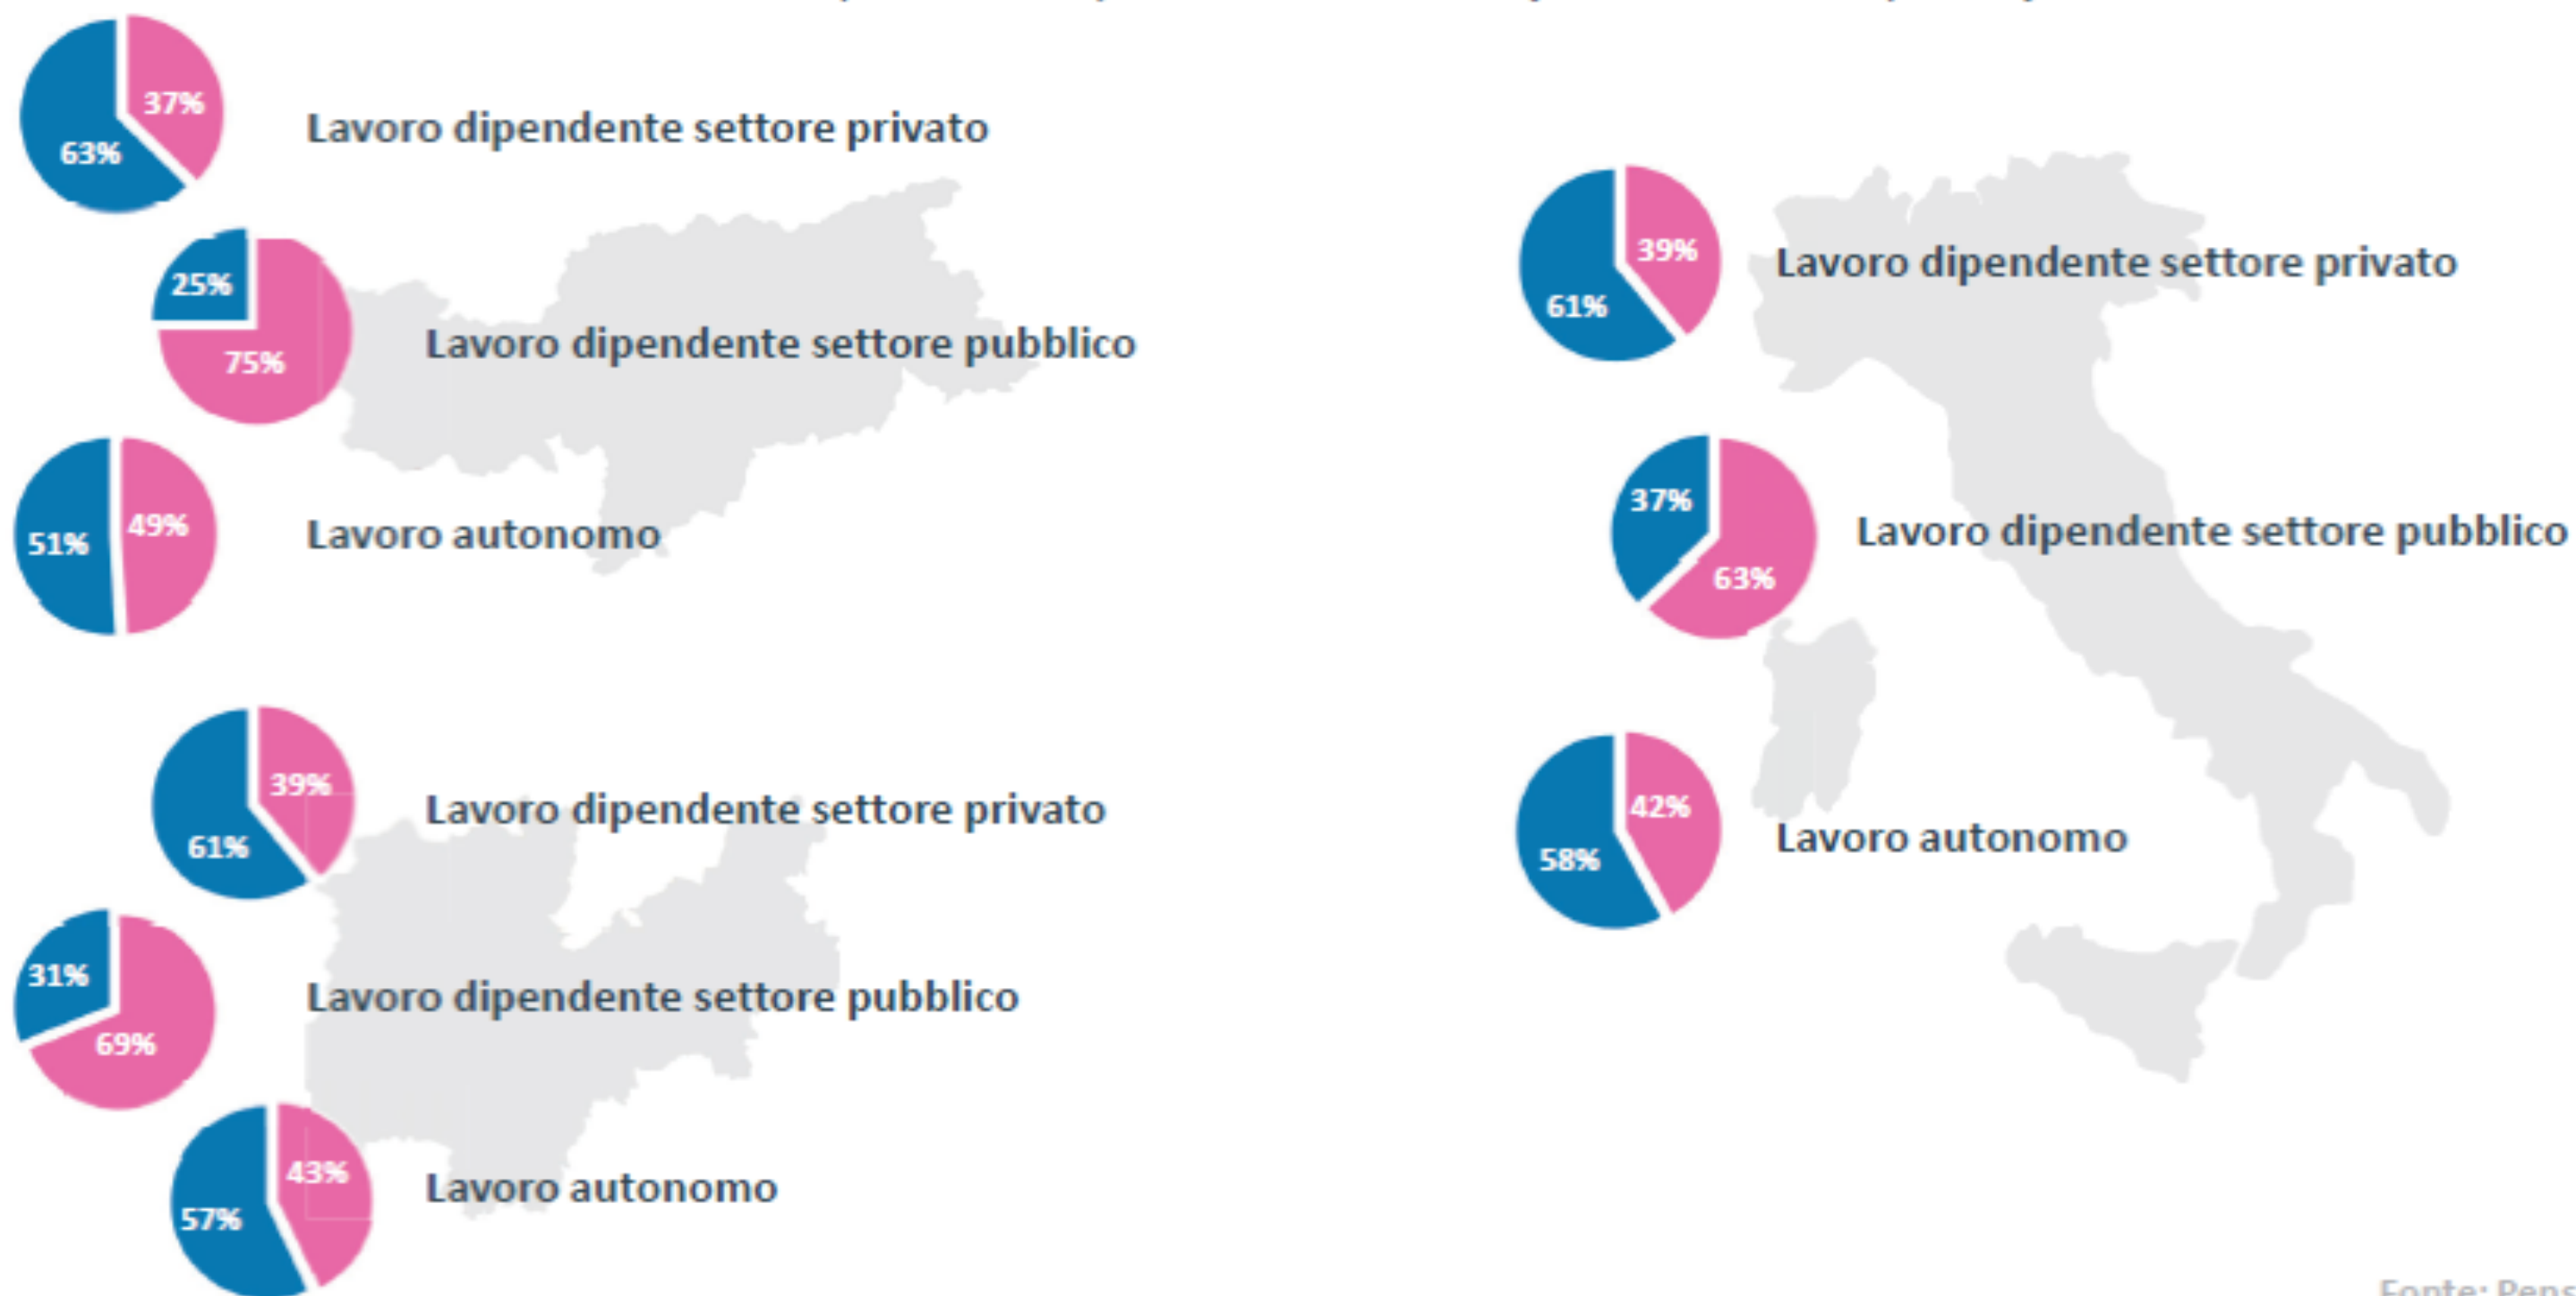 37%
63%
Lavoro dipendente settore privato
25%
75%
Lavoro dipendente settore pubblico
51%
49%
Lavoro autonomo
39%
61%
Lavoro dipendente settore privato
31%
69%
Lavoro dipendente settore pubblico
43%
57%
Lavoro autonomo
39%
61%
Lavoro dipendente settore privato
37%
63%
Lavoro dipendente settore pubblico
42%
58%
Lavoro autonomo
Fonte: Pens